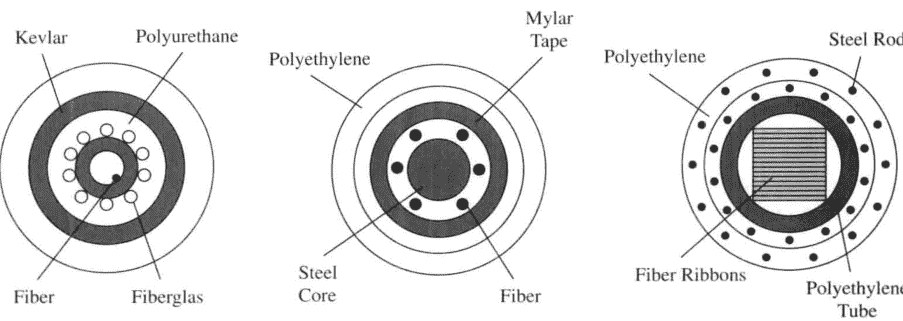 Kevlar
Polyurethane
Fiber
Fiberglas
Mylar
Tape
Polyethylene
Steel
Core
Fiber
Polyethylene
Steel Rod
Fiber Ribbons
Polyethylene
Tube